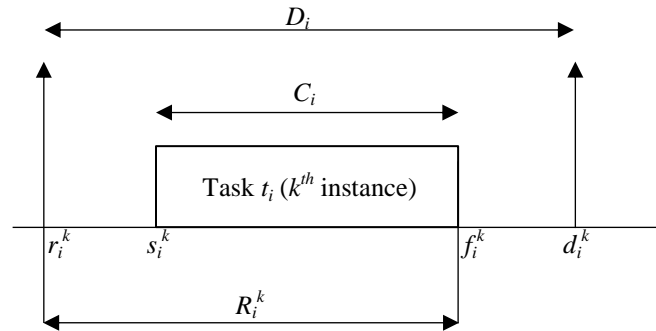 D_i
C_i
Task t_i (k^th instance)
r_i^k s_i^k f_i^k d_i^k
R_i^k